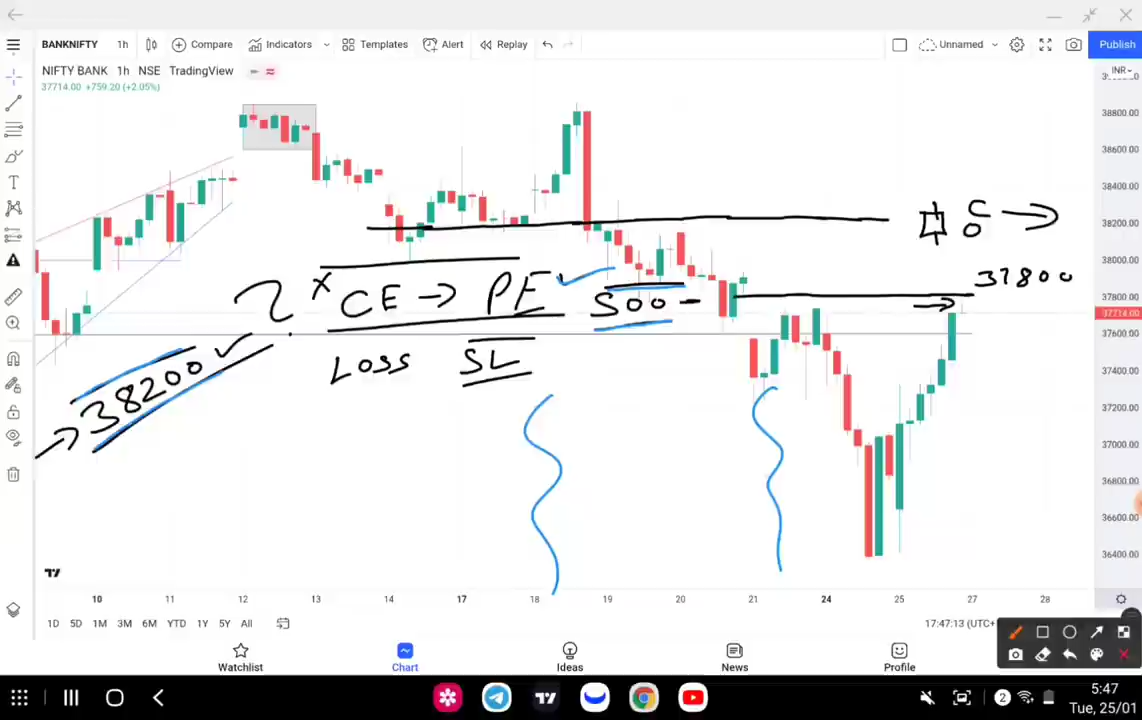 BANKNIFTY 1h Compare Indicators Templates Alert Replay Unnamed Publish
NIFTY BANK 1h NSE TradingView
37714.00 +759.20 (+2.05%)
INR
38800.00
38600.00
38400.00
38200.00
38000.00
37800.00
37714.00
37600.00
37400.00
37200.00
37000.00
36800.00
36600.00
36400.00
C
O
37800
x CE → PE ✓ 500 -
Loss SL
→ 38200 ✓
10 11 12 13 14 17 18 19 20 21 24 25 27 28
1D 5D 1M 3M 6M YTD 1Y 5Y All
17:47:13 (UTC+
Watchlist Chart Ideas News Profile
2
5:47
Tue, 25/01